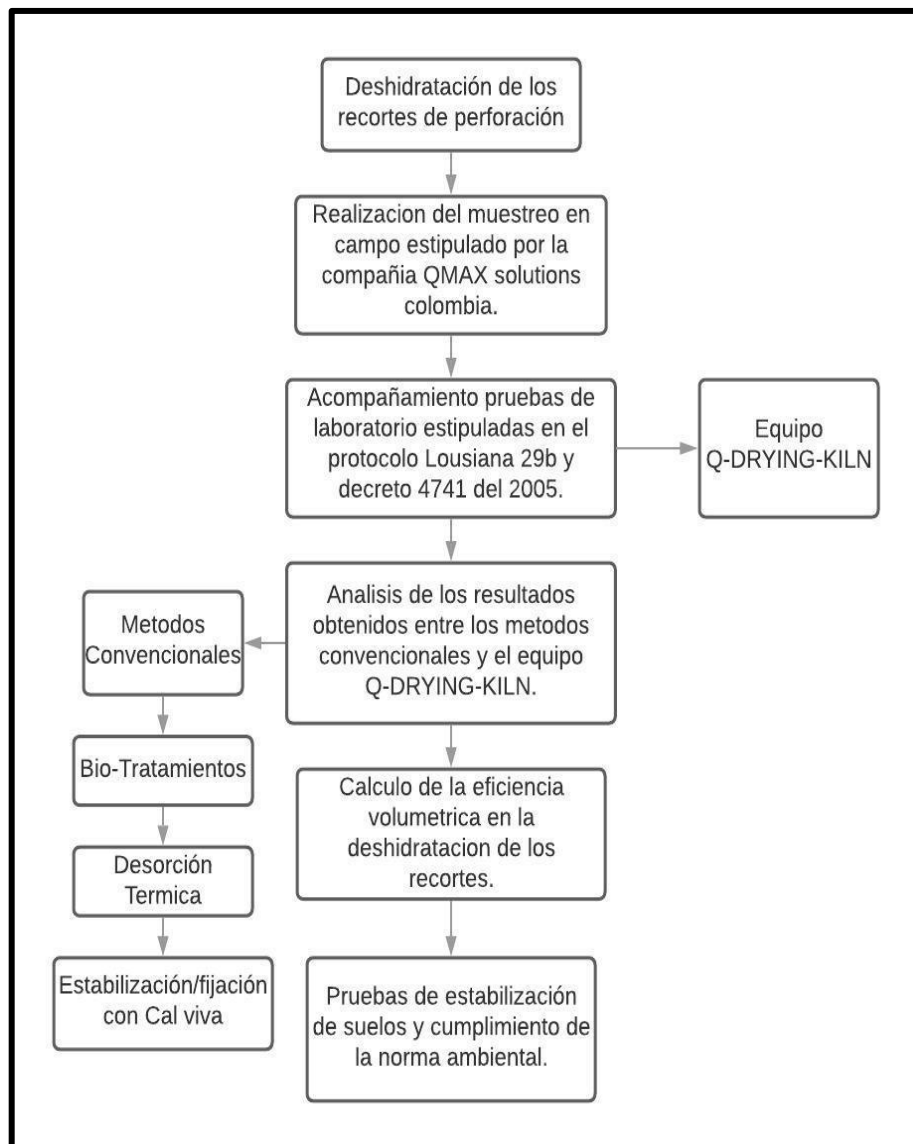 Deshidratación de los
recortes de perforación
Realizacion del muestreo en
campo estipulado por la
compañia QMAX solutions
colombia.
Acompañamiento pruebas de
laboratorio estipuladas en el
protocolo Lousiana 29b y
decreto 4741 del 2005.
Equipo
Q-DRYING-KILN
Analisis de los resultados
obtenidos entre los metodos
convencionales y el equipo
Q-DRYING-KILN.
Metodos
Convencionales
Bio-Tratamientos
Desorción
Termica
Estabilización/fijación
con Cal viva
Calculo de la eficiencia
volumetrica en la
deshidratacion de los
recortes.
Pruebas de estabilización
de suelos y cumplimiento de
la norma ambiental.